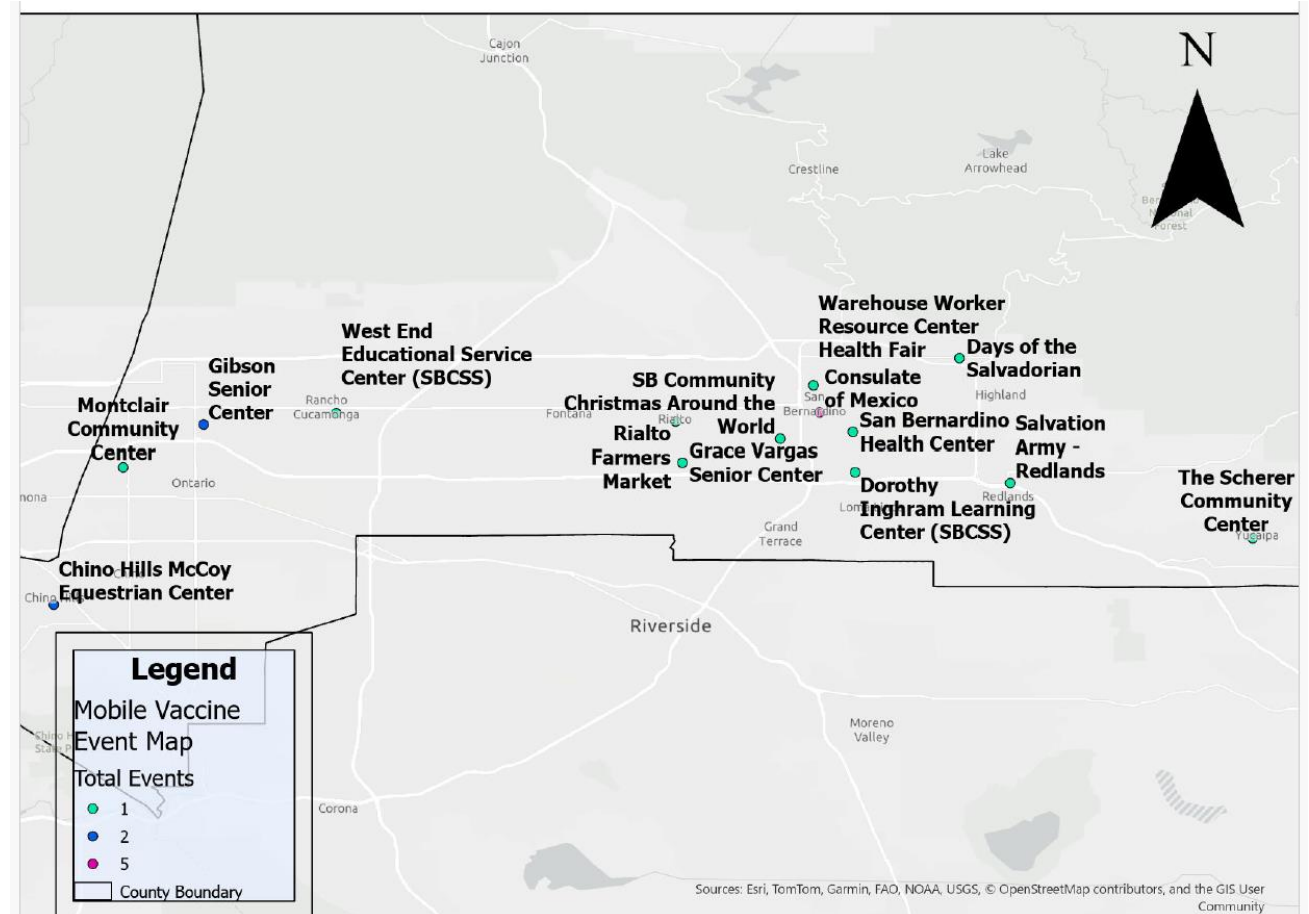 Cajon
Junction
N
Lake
Arrowhead
Crestline
Forest
Warehouse Worker
Resource Center
Health Fair
West End
Educational Service
Center (SBCSS)
Days of the
Salvadorian
Gibson
Senior
Center
SB Community
Christmas Around the
World
Consulate
of Mexico
San
Bernardino
Highland
Montclair
Community
Center
Rancho
Cucamonga
Fontana
Rialto
Rialto
Farmers
Market
Grace Vargas
Senior Center
San Bernardino
Health Center
Salvation
Army -
Redlands
Ontario
Dorothy
Inghram Learning
Center (SBCSS)
Redlands
The Scherer
Community
Center
Yucaipa
Grand
Terrace
Chino Hills McCoy
Equestrian Center
Riverside
Legend
Mobile Vaccine
Event Map
Total Events
1
2
5
County Boundary
Moreno
Valley
Corona
Sources: Esri, TomTom, Garmin, FAO, NOAA, USGS, © OpenStreetMap contributors, and the GIS User
Community